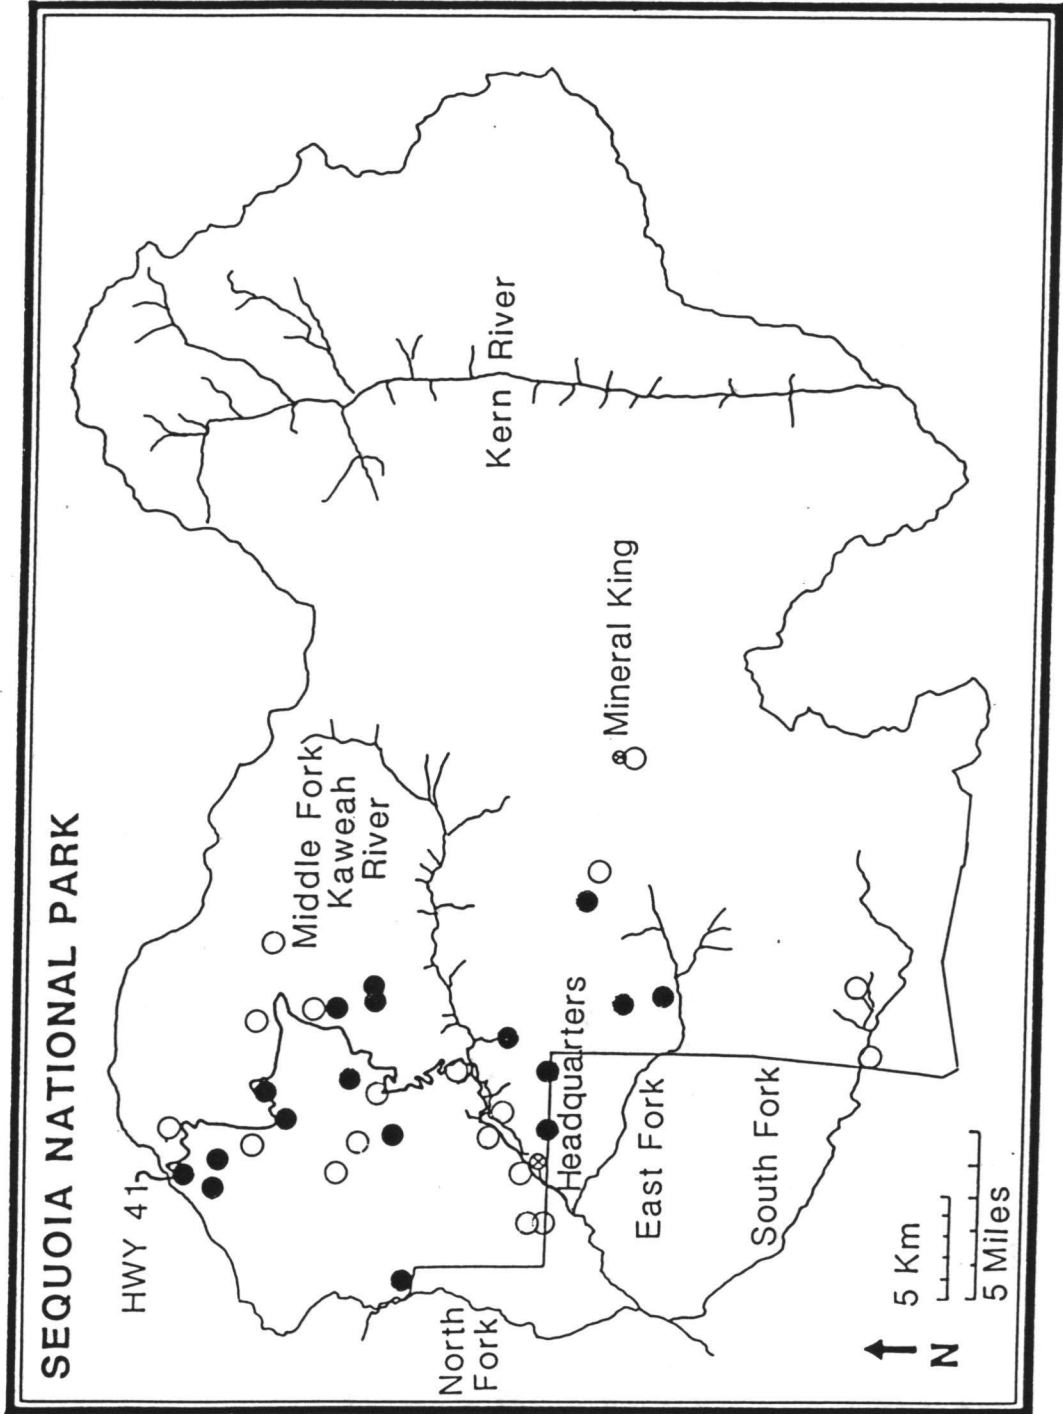 SEQUOIA NATIONAL PARK
HWY 41
Middle Fork
Kaweah
River
Kern River
Mineral King
Headquarters
North
Fork
East Fork
South Fork
N
5 Km
5 Miles